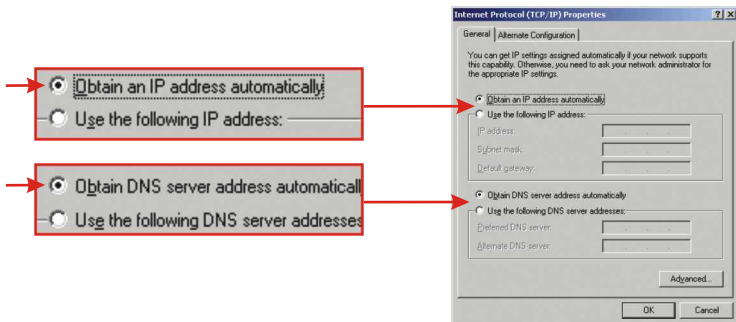 Obtain an IP address automatically
Use the following IP address:
Obtain DNS server address automaticall
Use the following DNS server addresses
Internet Protocol (TCP/IP) Properties
General
Alternate Configuration
You can get IP settings assigned automatically if your network supports
this capability. Otherwise, you need to ask your network administrator for
the appropriate IP settings.
Obtain an IP address automatically
Use the following IP address:
IP address:
Subnet mask:
Default gateway:
Obtain DNS server address automatically
Use the following DNS server addresses:
Preferred DNS server:
Alternate DNS server:
Advanced...
OK
Cancel